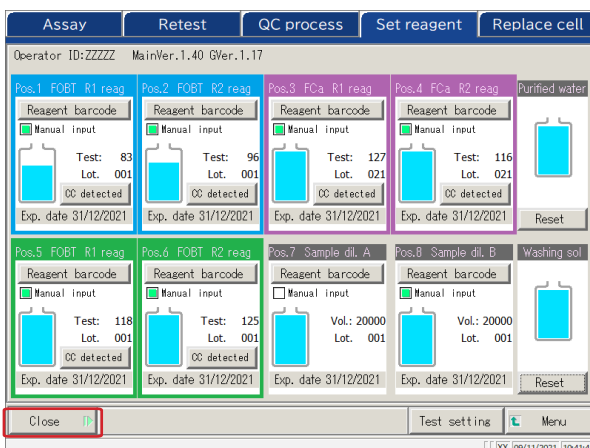 Assay Retest QC process Set reagent Replace cell
Operator ID:ZZZZZ MainVer.1.40 GVer.1.17
Pos.1 FOBT R1 reag Pos.2 FOBT R2 reag Pos.3 FCa R1 reag Pos.4 FCa R2 reag Purified water
Reagent barcode Reagent barcode Reagent barcode Reagent barcode
Manual input Manual input Manual input Manual input
Test: 83 Test: 96 Test: 127 Test: 116
Lot. 001 Lot. 001 Lot. 021 Lot. 021
CC detected CC detected CC detected CC detected
Exp. date 31/12/2021 Exp. date 31/12/2021 Exp. date 31/12/2021 Exp. date 31/12/2021 Reset
Pos.5 FOBT R1 reag Pos.6 FOBT R2 reag Pos.7 Sample dil. A Pos.8 Sample dil. B Washing sol
Reagent barcode Reagent barcode Reagent barcode Reagent barcode
Manual input Manual input Manual input Manual input
Test: 118 Test: 125 Vol.: 20000 Vol.: 20000
Lot. 001 Lot. 001 Lot. 001 Lot. 001
CC detected CC detected
Exp. date 31/12/2021 Exp. date 31/12/2021 Exp. date 31/12/2021 Exp. date 31/12/2021 Reset
Close Test setting Menu